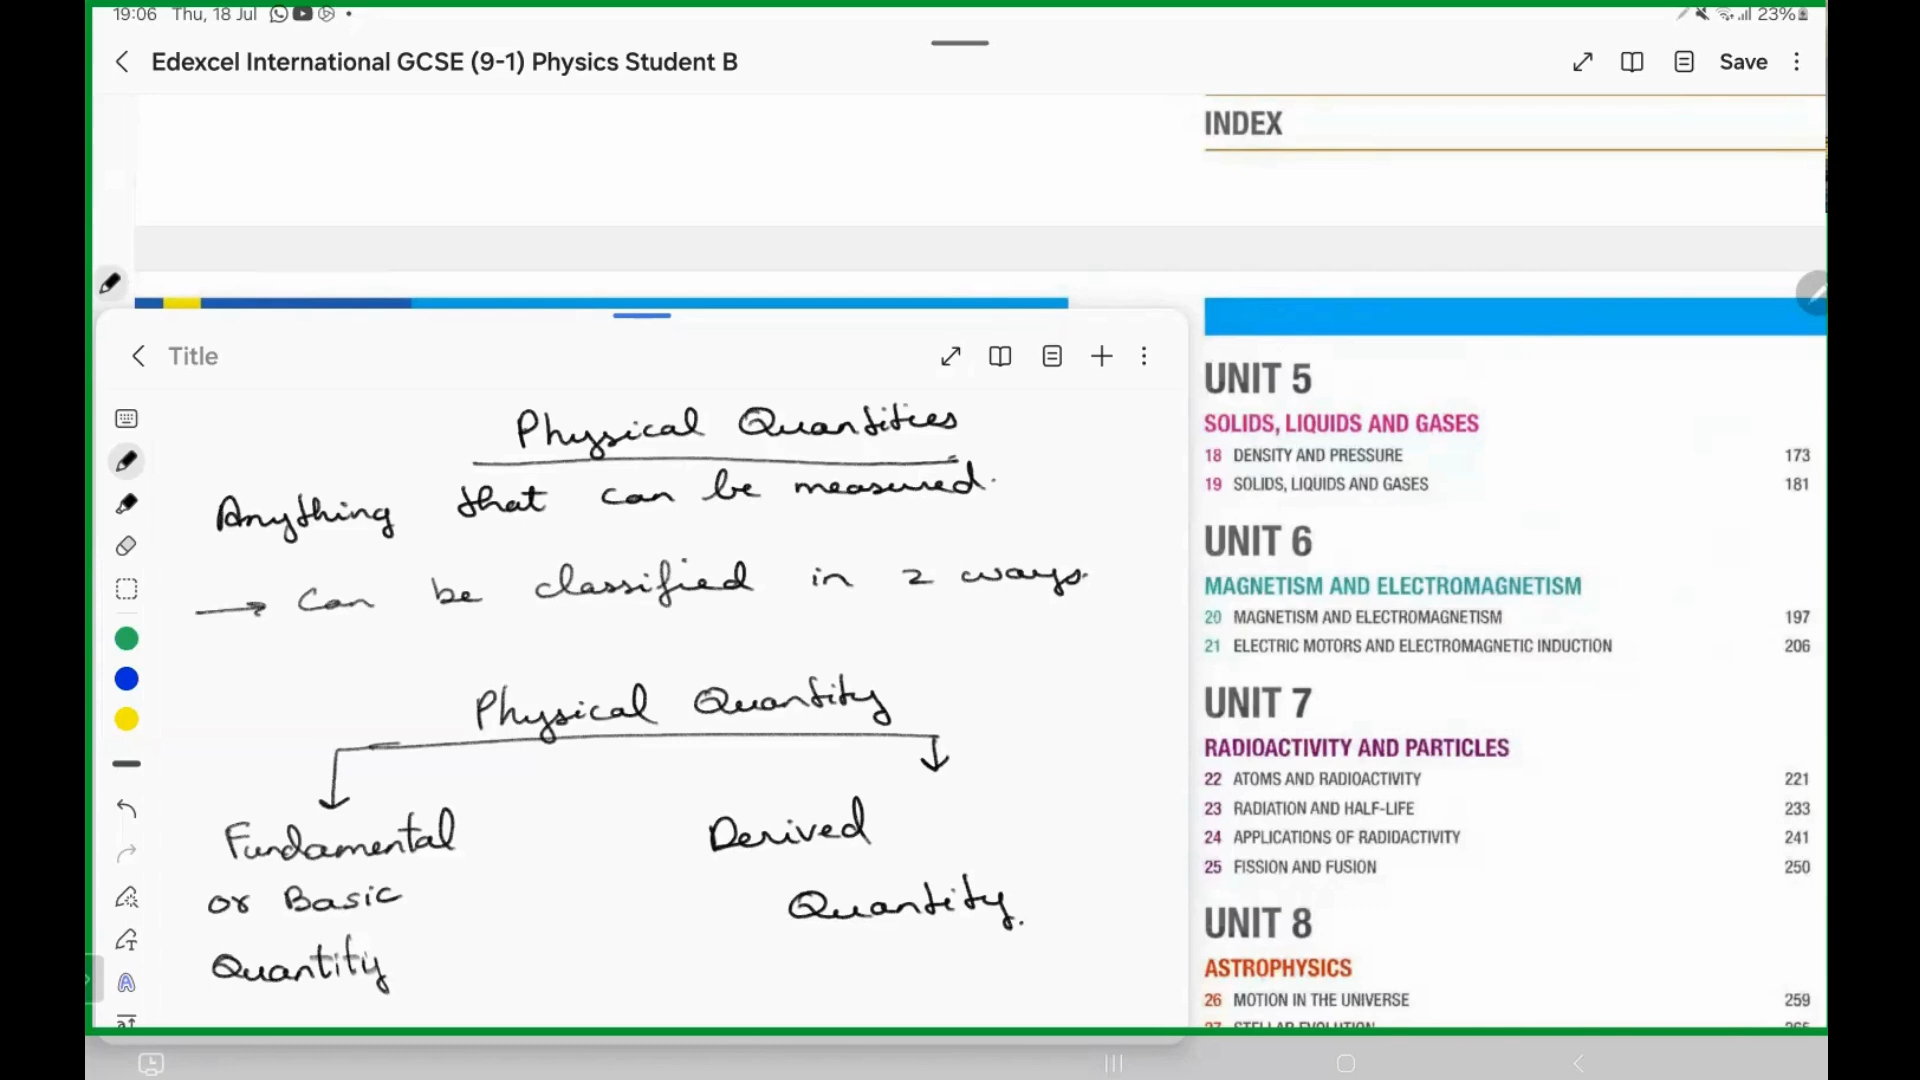 19:06 Thu, 18 Jul
23%
Edexcel International GCSE (9-1) Physics Student B
Save
INDEX
Title
Physical Quantities
Anything that can be measured.
→ Can be classified in 2 ways.
Physical Quantity
Fundamental
or Basic
Quantity
Derived
Quantity.
UNIT 5
SOLIDS, LIQUIDS AND GASES
18 DENSITY AND PRESSURE 173
19 SOLIDS, LIQUIDS AND GASES 181
UNIT 6
MAGNETISM AND ELECTROMAGNETISM
20 MAGNETISM AND ELECTROMAGNETISM 197
21 ELECTRIC MOTORS AND ELECTROMAGNETIC INDUCTION 206
UNIT 7
RADIOACTIVITY AND PARTICLES
22 ATOMS AND RADIOACTIVITY 221
23 RADIATION AND HALF-LIFE 233
24 APPLICATIONS OF RADIOACTIVITY 241
25 FISSION AND FUSION 250
UNIT 8
ASTROPHYSICS
26 MOTION IN THE UNIVERSE 259
27 STELLAR EVOLUTION 265